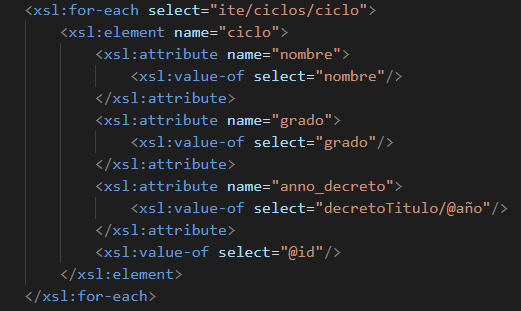 <xsl:for-each select="ite/ciclos/ciclo">
<xsl:element name="ciclo">
<xsl:attribute name="nombre">
<xsl:value-of select="nombre"/>
</xsl:attribute>
<xsl:attribute name="grado">
<xsl:value-of select="grado"/>
</xsl:attribute>
<xsl:attribute name="anno_decreto">
<xsl:value-of select="decretoTitulo/@año"/>
</xsl:attribute>
<xsl:value-of select="@id"/>
</xsl:element>
</xsl:for-each>